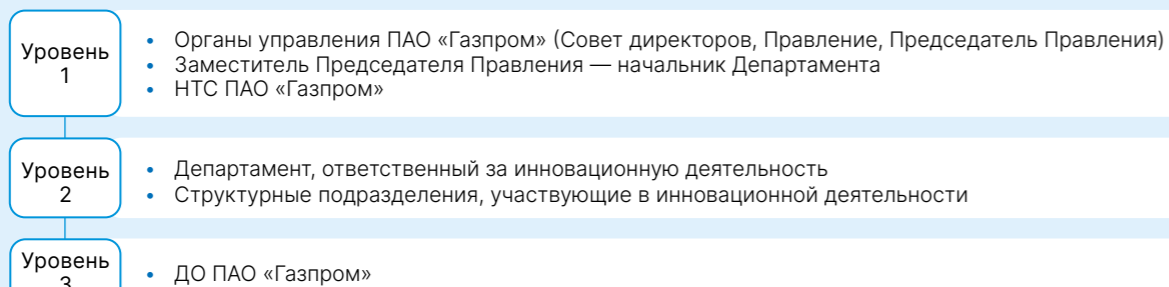 Уровень
1
• Органы управления ПАО «Газпром» (Совет директоров, Правление, Председатель Правления)
• Заместитель Председателя Правления — начальник Департамента
• НТС ПАО «Газпром»
Уровень
2
• Департамент, ответственный за инновационную деятельность
• Структурные подразделения, участвующие в инновационной деятельности
Уровень
3
• ДО ПАО «Газпром»